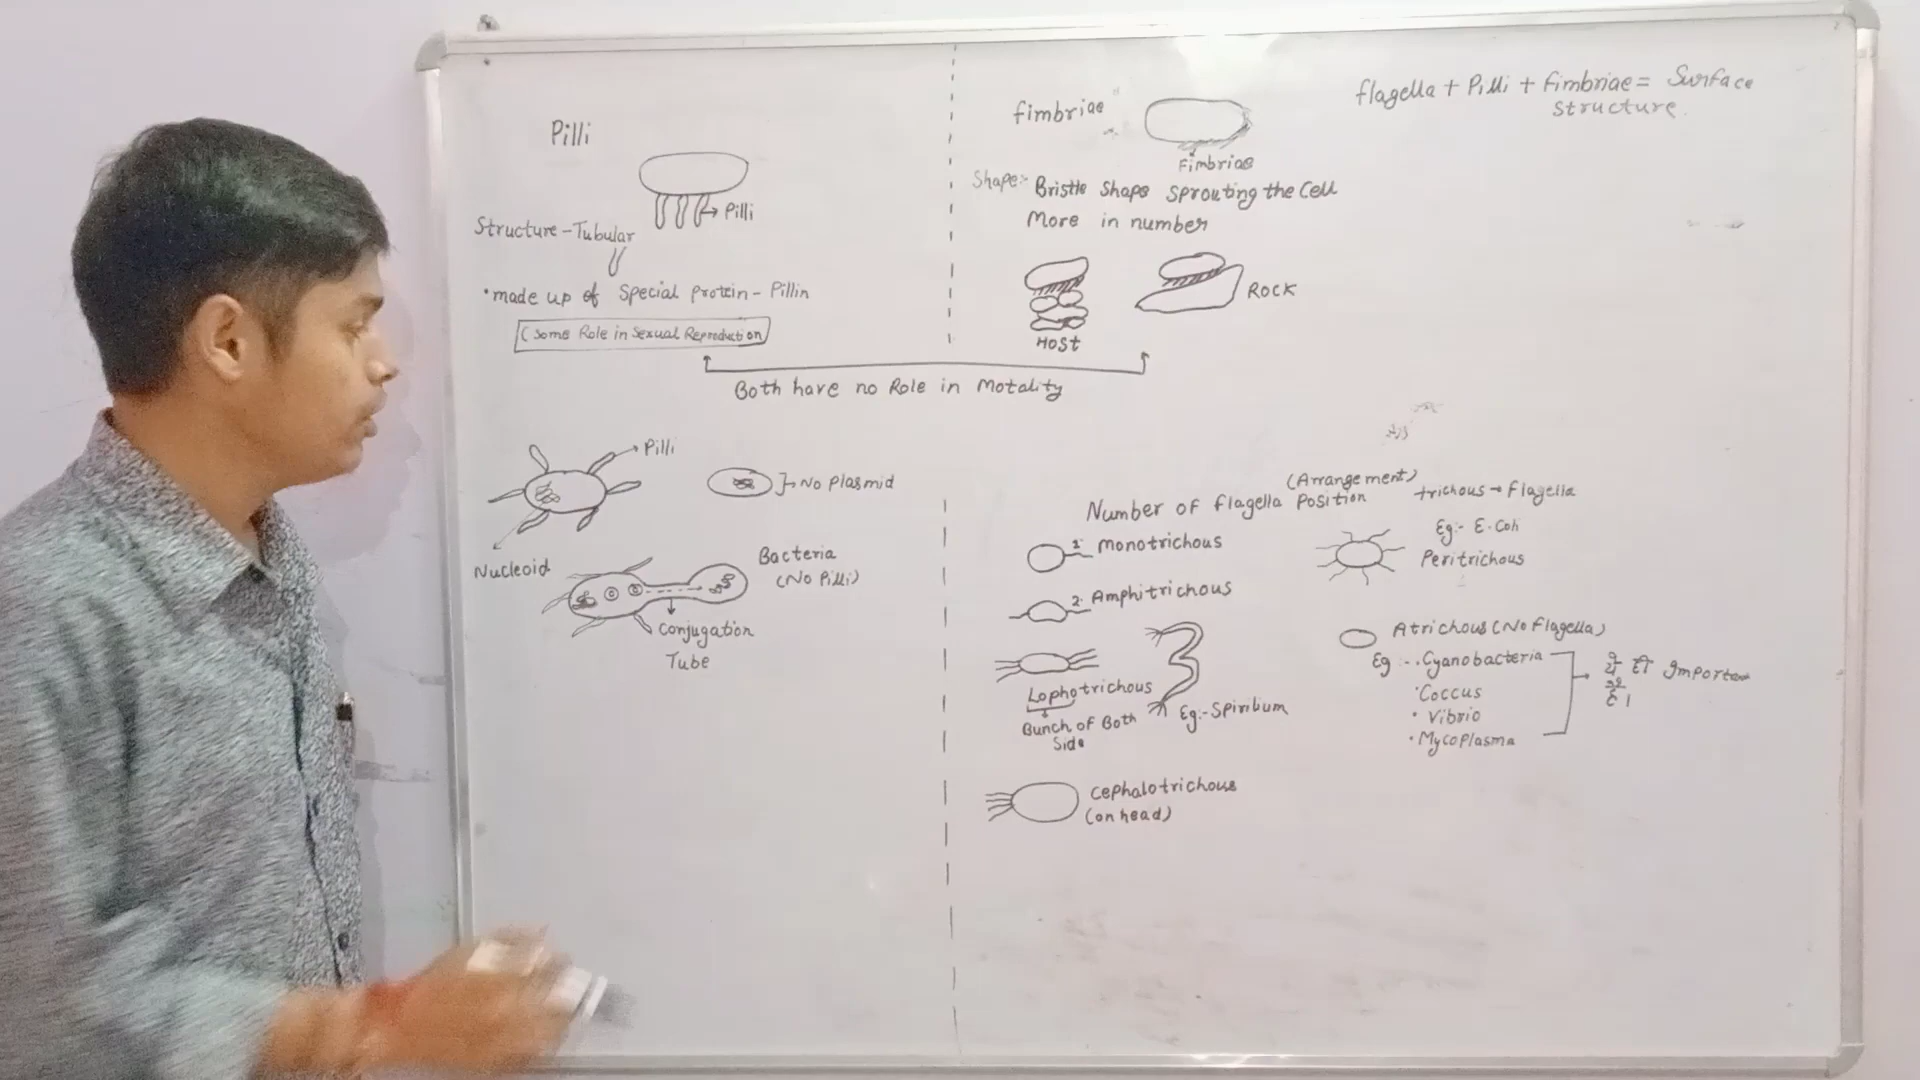 Pilli
Pilli
Structure - Tubular
• made up of Special protein - Pillin
(Some Role in Sexual Reproduction)
fimbriae
Fimbriae
Shape:- Bristle Shape Sprouting the Cell
More in number
HOST
ROCK
Both have no Role in Motality
flagella + Pilli + fimbriae = Surface
Structure.
Pilli
Nucleoid
No Plasmid
Bacteria
(No Pilli)
Conjugation
Tube
(Arrangement)
Number of flagella Position
trichous → flagella
1. Monotrichous
2. Amphitrichous
Lophotrichous
Bunch of Both
Side
Eg:- Spiribum
Cephalotrichous
(on head)
Eg:- E. Coli
Peritrichous
Atrichous (No flagella)
Eg:- • Cyanobacteria
• Coccus
• Vibrio
• Mycoplasma